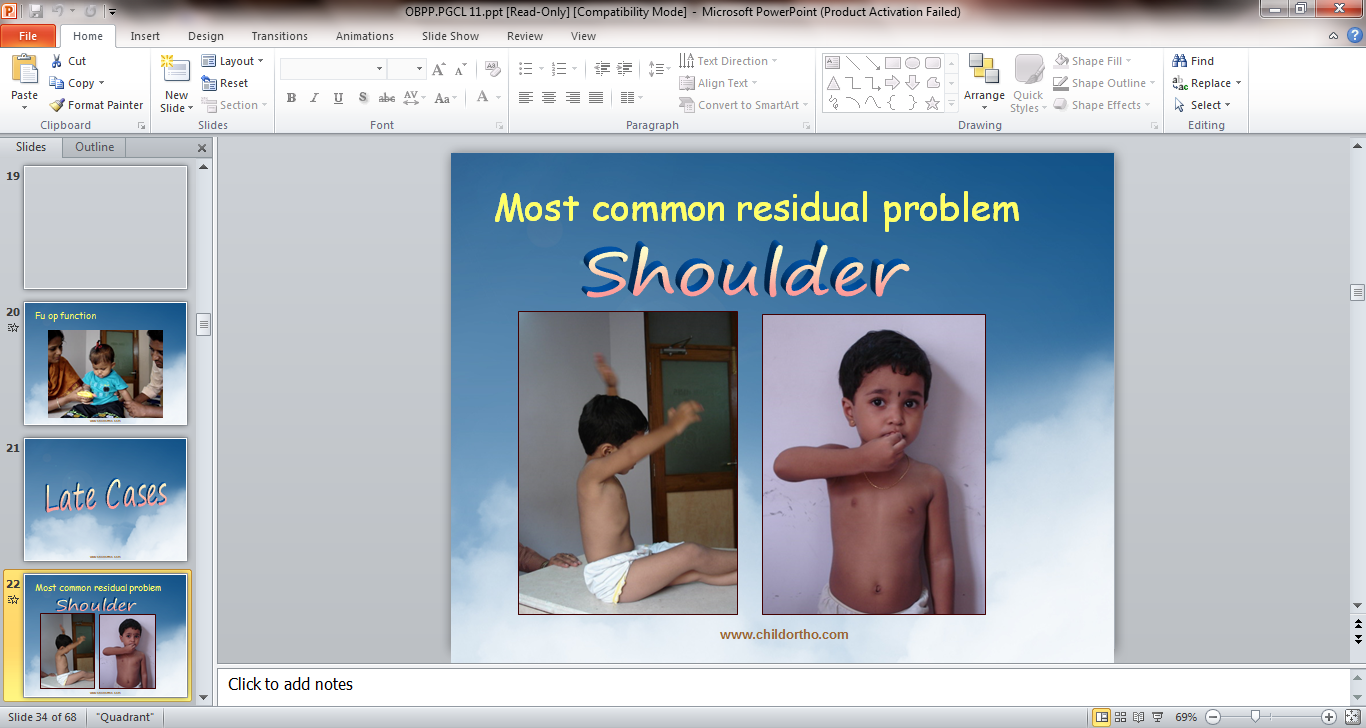 OBPP.PGCL 11.ppt [Read-Only] [Compatibility Mode] - Microsoft PowerPoint (Product Activation Failed)
File Home Insert Design Transitions Animations Slide Show Review View
Paste
Cut
Copy
Format Painter
Clipboard
New Slide
Layout
Reset
Section
Slides
B I U S abc AV Aa A
Font
Text Direction
Align Text
Convert to SmartArt
Paragraph
Arrange
Quick Styles
Shape Fill
Shape Outline
Shape Effects
Drawing
Find
Replace
Select
Editing
Slides Outline
19
20
Fu op function
21
Late Cases
22
Most common residual problem
Shoulder
Most common residual problem
Shoulder
www.childortho.com
Click to add notes
Slide 34 of 68 "Quadrant" 69%